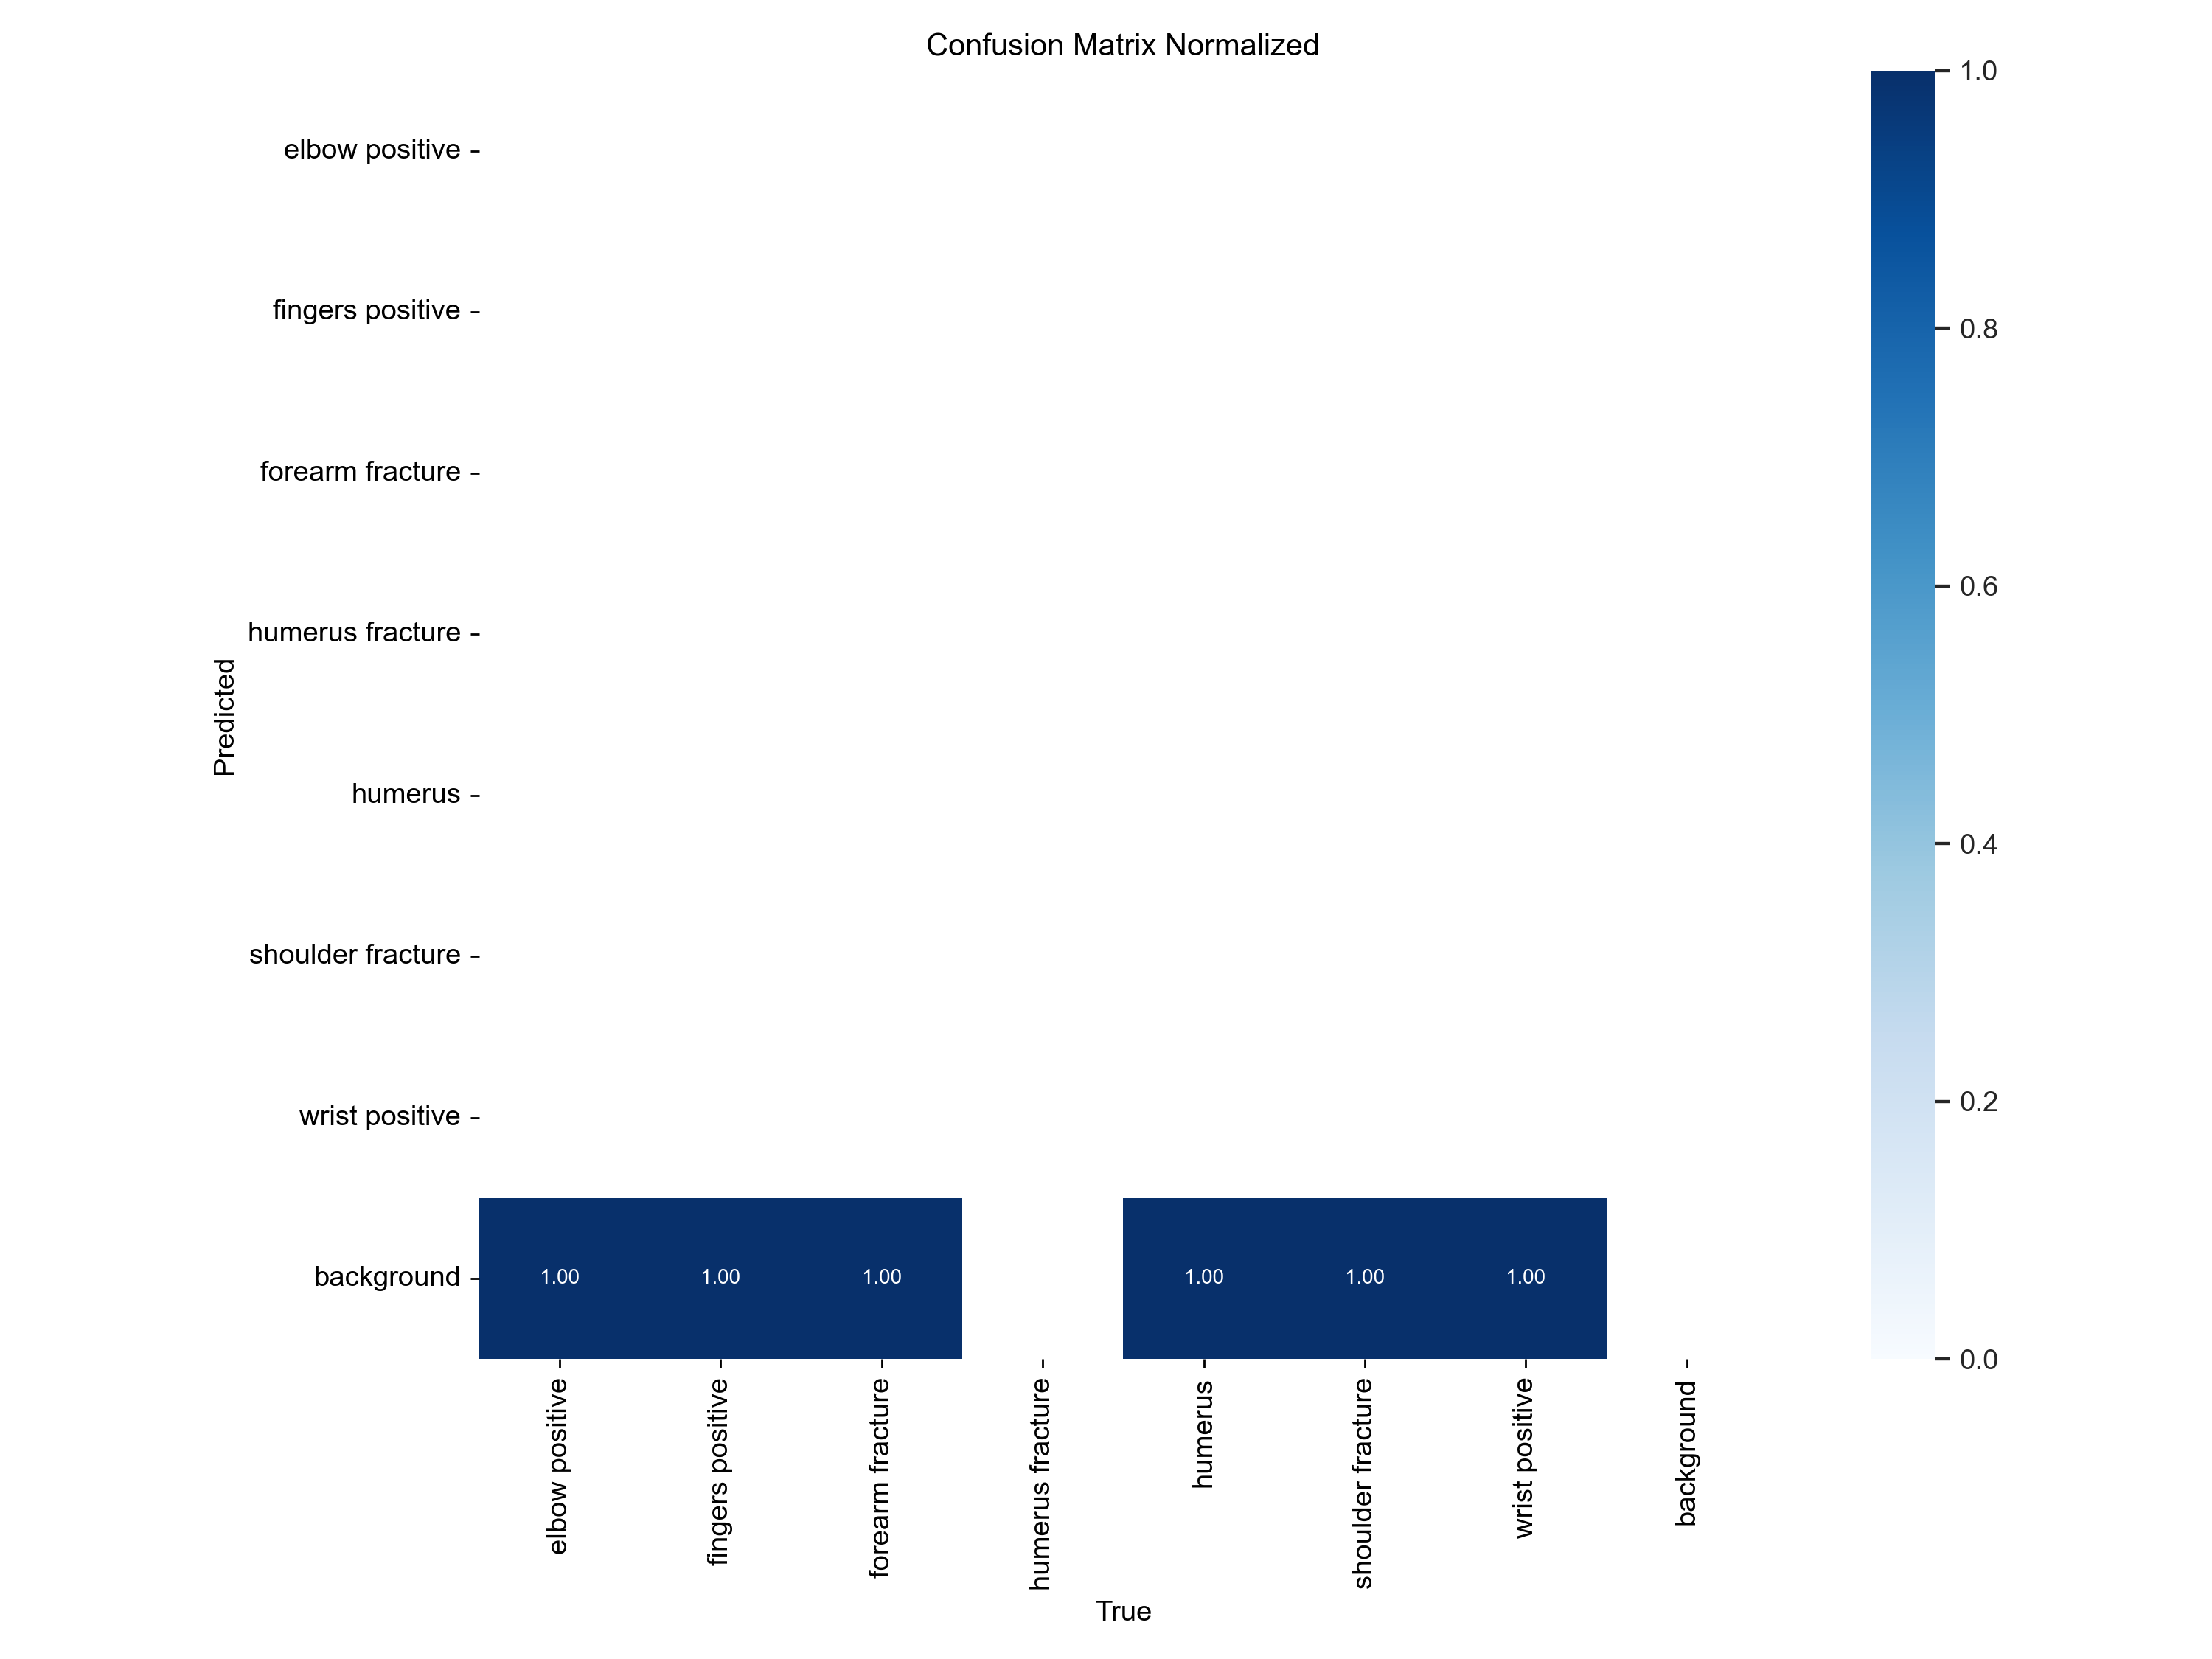 Confusion Matrix Normalized
elbow positive
fingers positive
forearm fracture
humerus fracture
humerus
shoulder fracture
wrist positive
background
Predicted
1.00 1.00 1.00 1.00 1.00 1.00
elbow positive
fingers positive
forearm fracture
humerus fracture
humerus
shoulder fracture
wrist positive
background
True
1.0
0.8
0.6
0.4
0.2
0.0